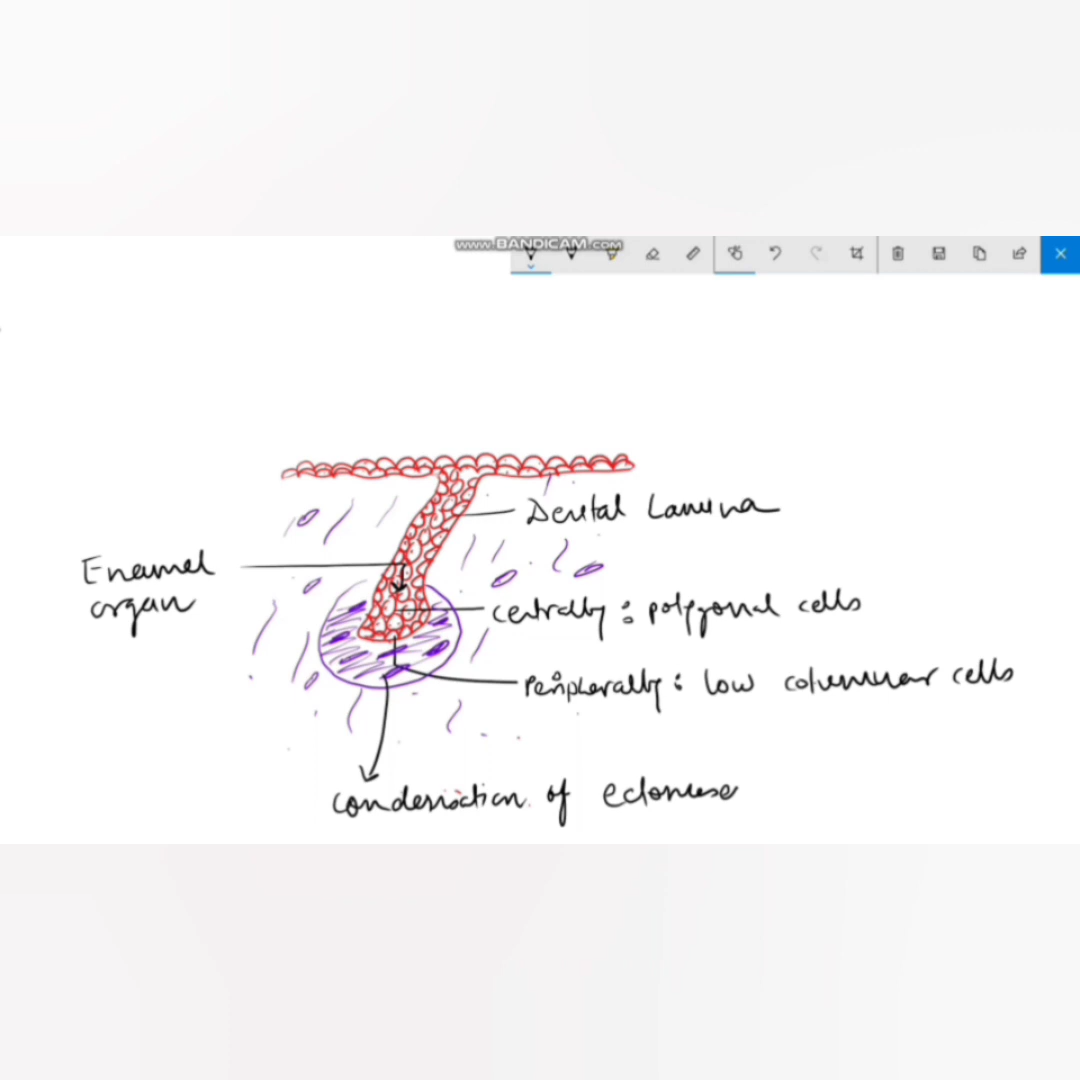 www.BANDICAM.com
Dental Lamina
Enamel
organ
centrally : polygonal cells
Peripherally : low columnar cells
condensation of ectomese